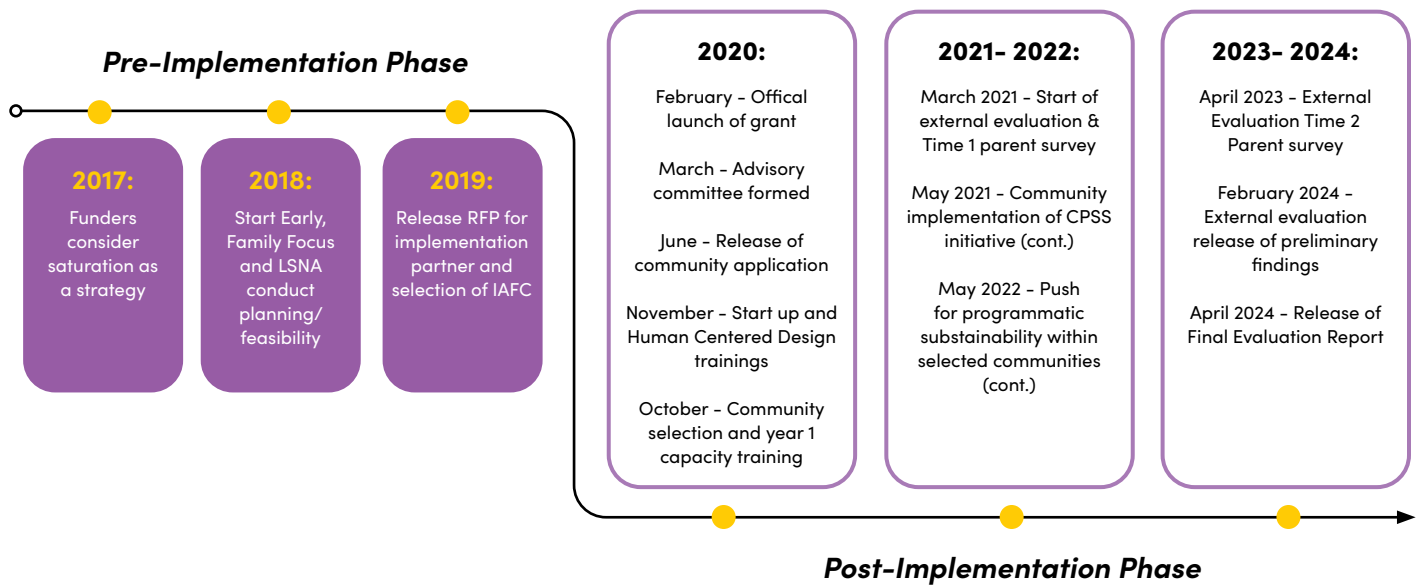 Pre-Implementation Phase
2017:
Funders
consider
saturation as
a strategy
2018:
Start Early,
Family Focus
and LSNA
conduct
planning/
feasibility
2019:
Release RFP for
implementation
partner and
selection of IAFC
2020:
February - Offical
launch of grant
March - Advisory
committee formed
June - Release of
community application
November - Start up and
Human Centered Design
trainings
October - Community
selection and year 1
capacity training
2021- 2022:
March 2021 - Start of
external evaluation &
Time 1 parent survey
May 2021 - Community
implementation of CPSS
initiative (cont.)
May 2022 - Push
for programmatic
substainability within
selected communities
(cont.)
2023- 2024:
April 2023 - External
Evaluation Time 2
Parent survey
February 2024 -
External evaluation
release of preliminary
findings
April 2024 - Release of
Final Evaluation Report
Post-Implementation Phase